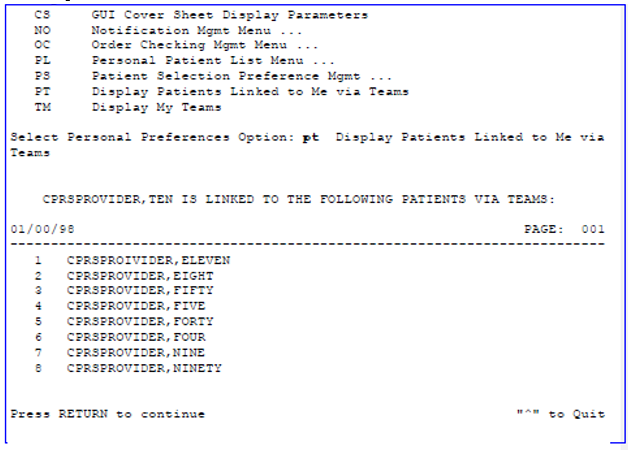 CS GUI Cover Sheet Display Parameters
NO Notification Mgmt Menu ...
OC Order Checking Mgmt Menu ...
PL Personal Patient List Menu ...
PS Patient Selection Preference Mgmt ...
PT Display Patients Linked to Me via Teams
TM Display My Teams
Select Personal Preferences Option: pt Display Patients Linked to Me via
Teams
CPRSPROVIDER,TEN IS LINKED TO THE FOLLOWING PATIENTS VIA TEAMS:
01/00/98 PAGE: 001
--------------------------------------------------------------------------
1 CPRSPROIVIDER,ELEVEN
2 CPRSPROVIDER,EIGHT
3 CPRSPROVIDER,FIFTY
4 CPRSPROVIDER,FIVE
5 CPRSPROVIDER,FORTY
6 CPRSPROVIDER,FOUR
7 CPRSPROVIDER,NINE
8 CPRSPROVIDER,NINETY
Press RETURN to continue "^" to Quit